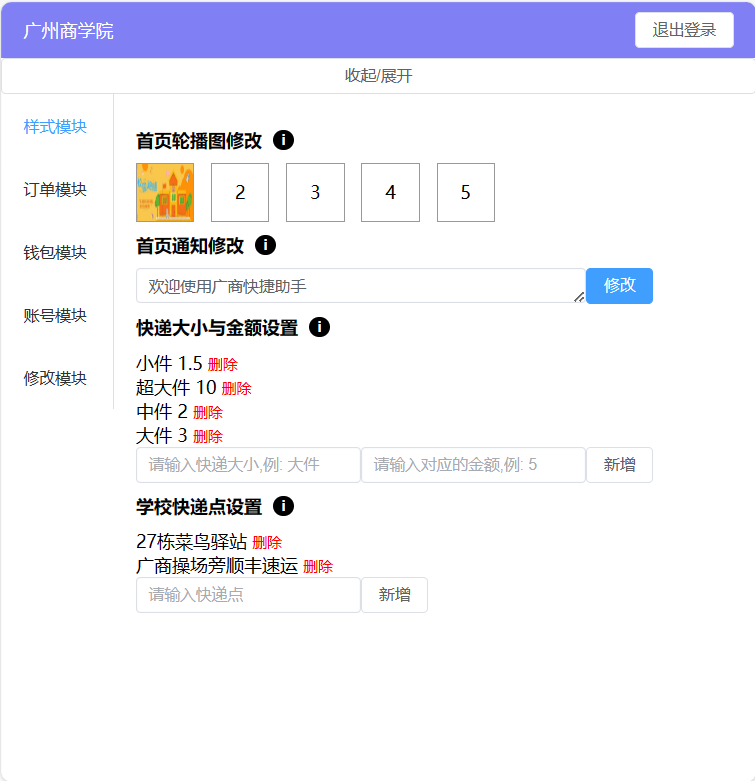 广州商学院 退出登录
收起/展开
样式模块
订单模块
钱包模块
账号模块
修改模块
首页轮播图修改 i
2 3 4 5
首页通知修改 i
欢迎使用广商快捷助手 修改
快递大小与金额设置 i
小件 1.5 删除
超大件 10 删除
中件 2 删除
大件 3 删除
请输入快递大小,例: 大件 请输入对应的金额,例: 5 新增
学校快递点设置 i
27栋菜鸟驿站 删除
广商操场旁顺丰速运 删除
请输入快递点 新增